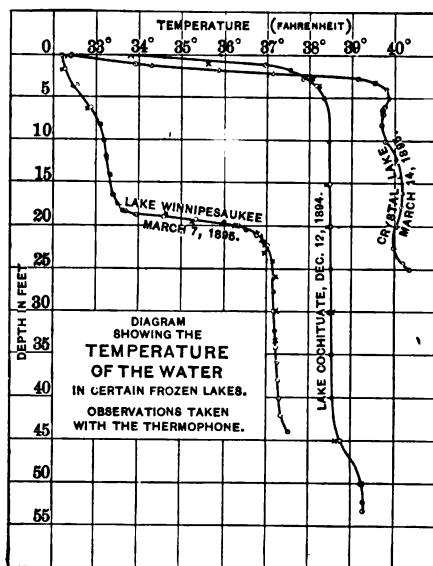 TEMPERATURE (FAHRENHEIT)
33° 34° 35° 36° 37° 38° 39° 40°
0
5
10
15
20
25
30
35
40
45
50
55
DEPTH IN FEET
LAKE WINNIPESAUKEE
MARCH 7, 1895.
LAKE COCHITUATE, DEC. 12, 1894.
CRYSTAL LAKE
MARCH 14, 1895.
DIAGRAM
SHOWING THE
TEMPERATURE
OF THE WATER
IN CERTAIN FROZEN LAKES.
OBSERVATIONS TAKEN
WITH THE THERMOPHONE.